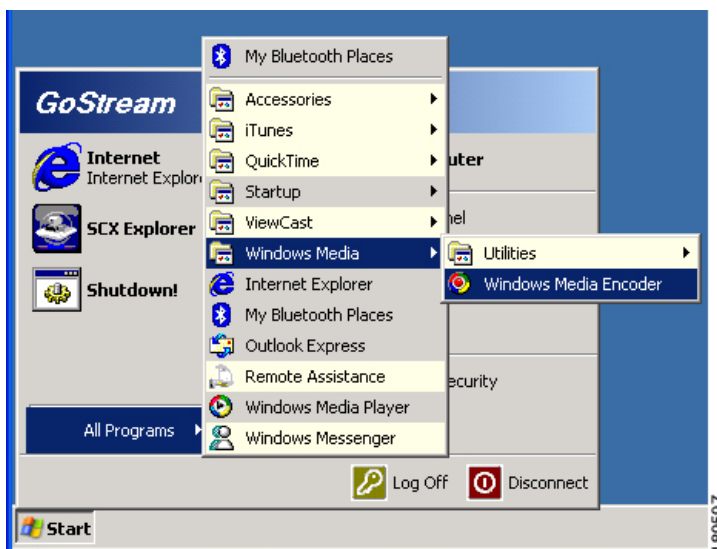 My Bluetooth Places
GoStream
Accessories
iTunes
Internet
Internet Explor
QuickTime
uter
Startup
SCX Explorer
ViewCast
nel
Windows Media
Utilities
Shutdown!
Internet Explorer
Windows Media Encoder
My Bluetooth Places
Outlook Express
Remote Assistance
ecurity
Windows Media Player
All Programs
Windows Messenger
Log Off
Disconnect
Start